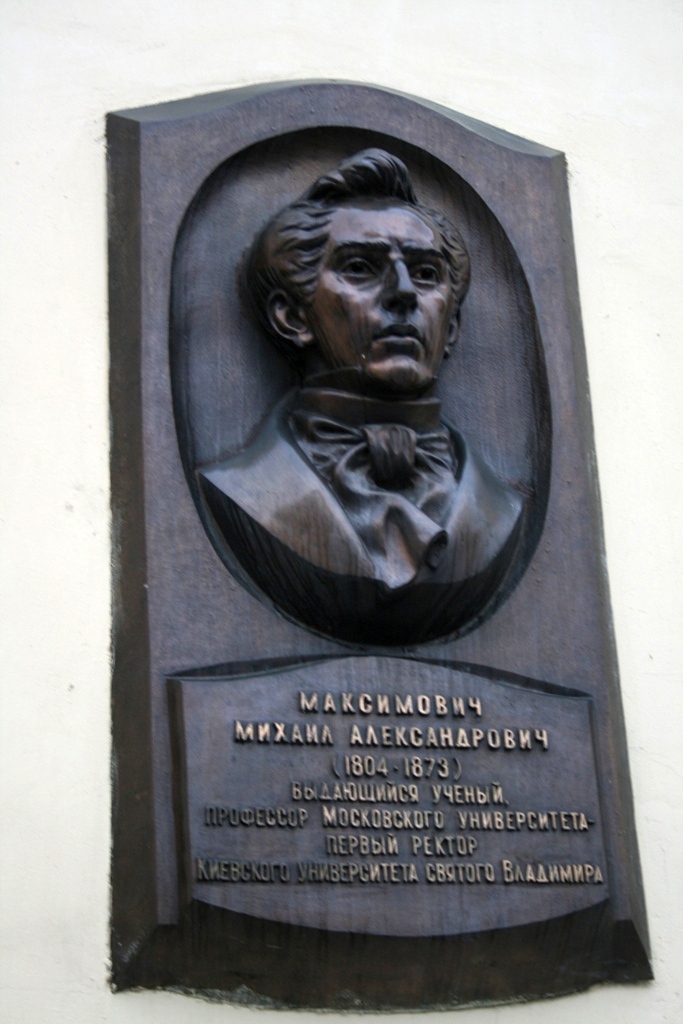 МАКСИМОВИЧ
МИХАИЛ АЛЕКСАНДРОВИЧ
(1804-1873)
ВЫДАЮЩИЙСЯ УЧЕНЫЙ,
ПРОФЕССОР МОСКОВСКОГО УНИВЕРСИТЕТА-
ПЕРВЫЙ РЕКТОР
КИЕВСКОГО УНИВЕРСИТЕТА СВЯТОГО ВЛАДИМИРА